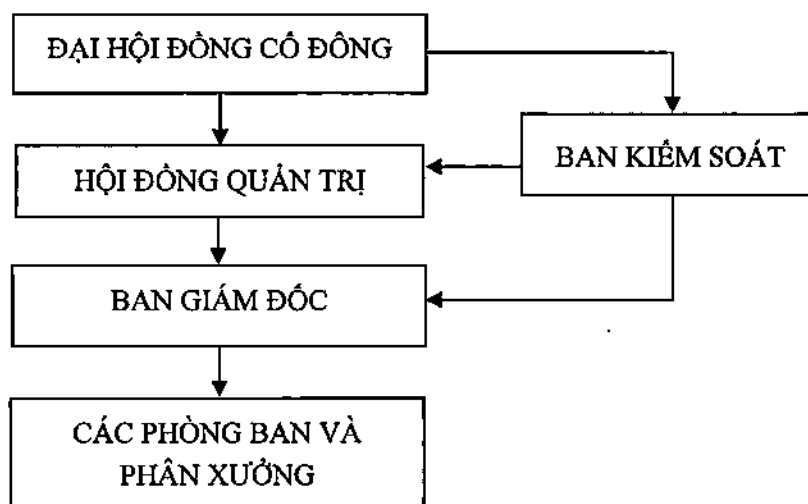 ĐẠI HỘI ĐỒNG CỔ ĐÔNG
BAN KIỂM SOÁT
HỘI ĐỒNG QUẢN TRỊ
BAN GIÁM ĐỐC
CÁC PHÒNG BAN VÀ
PHÂN XƯỞNG